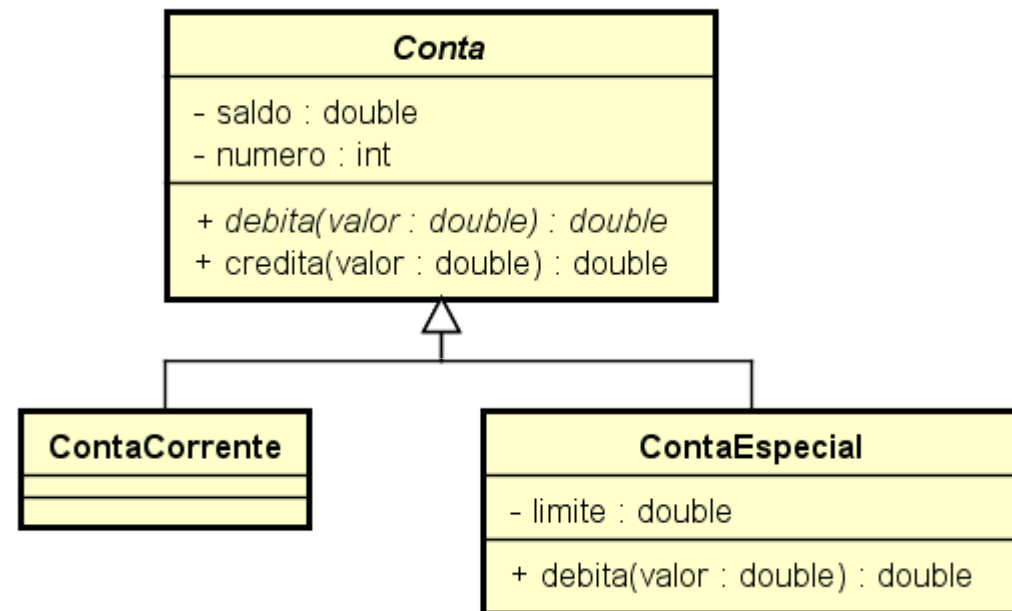 Conta
- saldo : double
- numero : int
+ debita(valor : double) : double
+ credita(valor : double) : double
ContaCorrente
ContaEspecial
- limite : double
+ debita(valor : double) : double